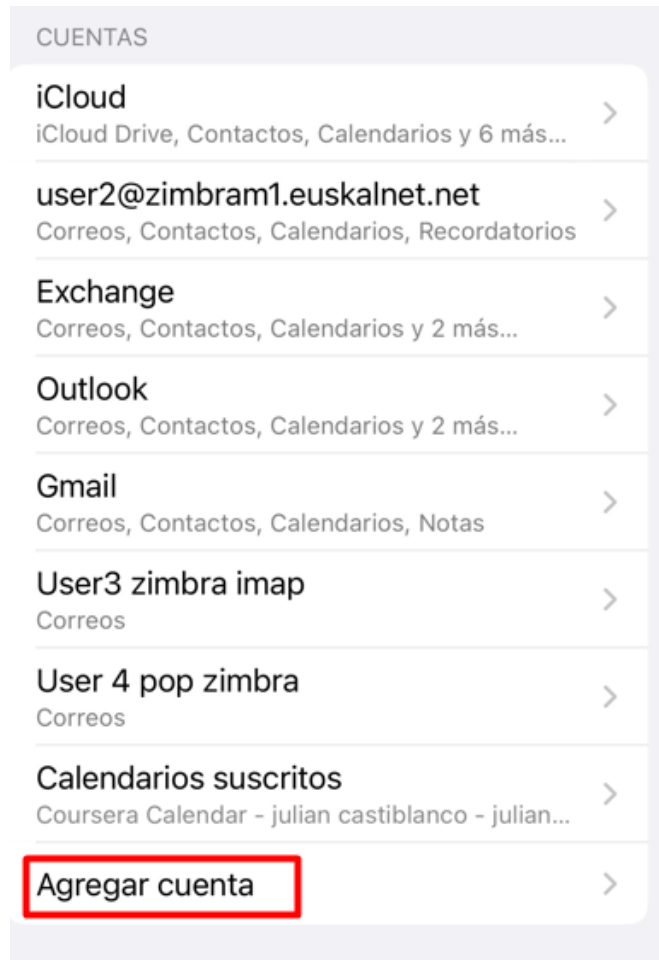 CUENTAS
iCloud
iCloud Drive, Contactos, Calendarios y 6 más...
user2@zimbram1.euskalnet.net
Correos, Contactos, Calendarios, Recordatorios
Exchange
Correos, Contactos, Calendarios y 2 más...
Outlook
Correos, Contactos, Calendarios y 2 más...
Gmail
Correos, Contactos, Calendarios, Notas
User3 zimbra imap
Correos
User 4 pop zimbra
Correos
Calendarios suscritos
Coursera Calendar - julian castiblanco - julian...
Agregar cuenta